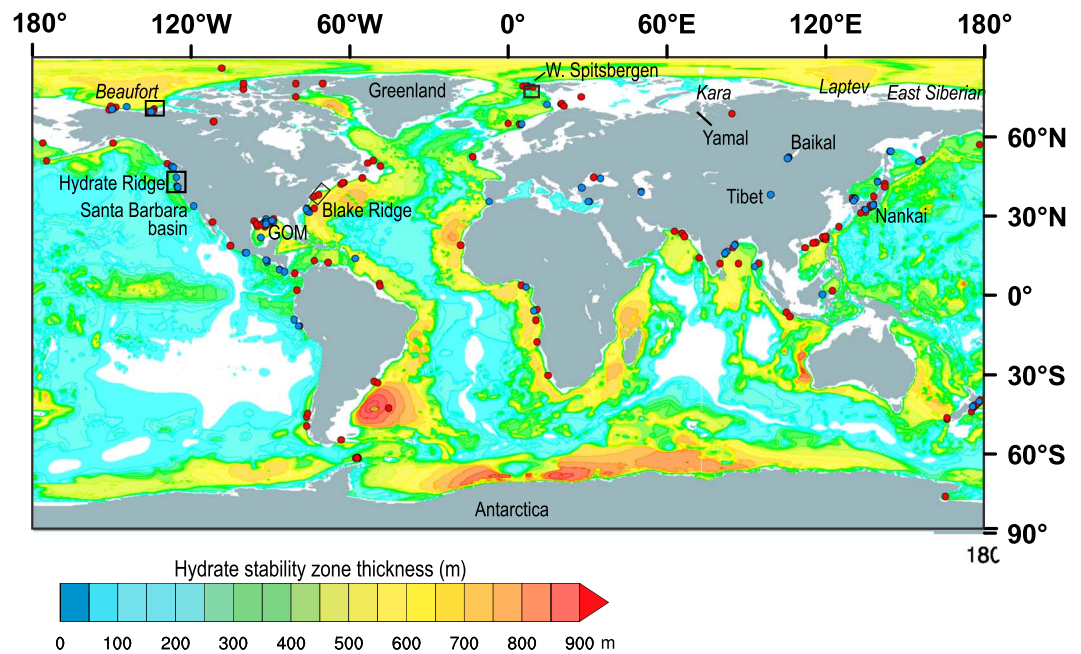 180° 120°W 60°W 0° 60°E 120°E 180°
W. Spitsbergen
Beaufort
Greenland
Kara
Laptev
East Siberian
60°N
Yamal
Baikal
Hydrate Ridge
Tibet
Santa Barbara
basin
Blake Ridge
30°N
Nankai
GOM
0°
30°S
60°S
Antarctica
90°
180
Hydrate stability zone thickness (m)
0 100 200 300 400 500 600 700 800 900 m